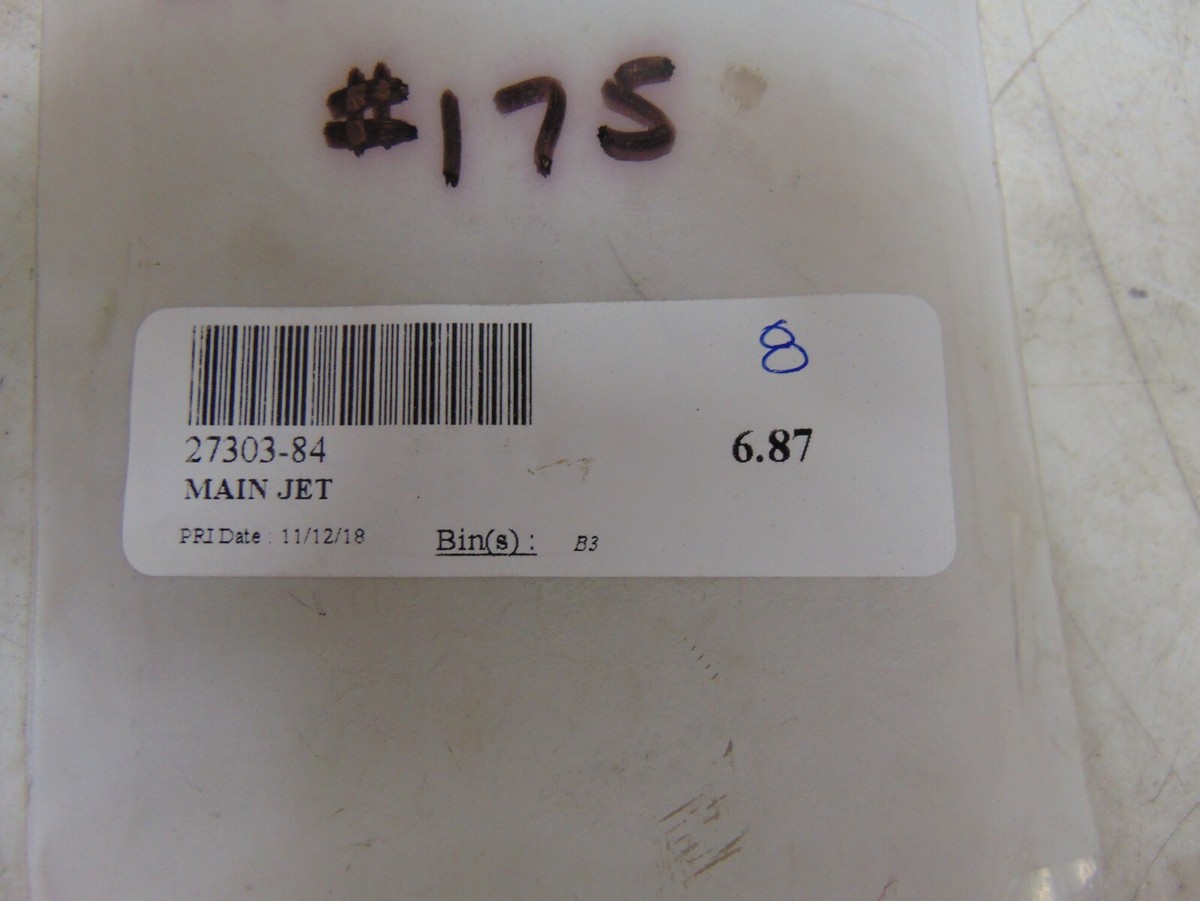 #175
8
27303-84
6.87
MAIN JET
PRI Date : 11/12/18
Bin(s) : B3